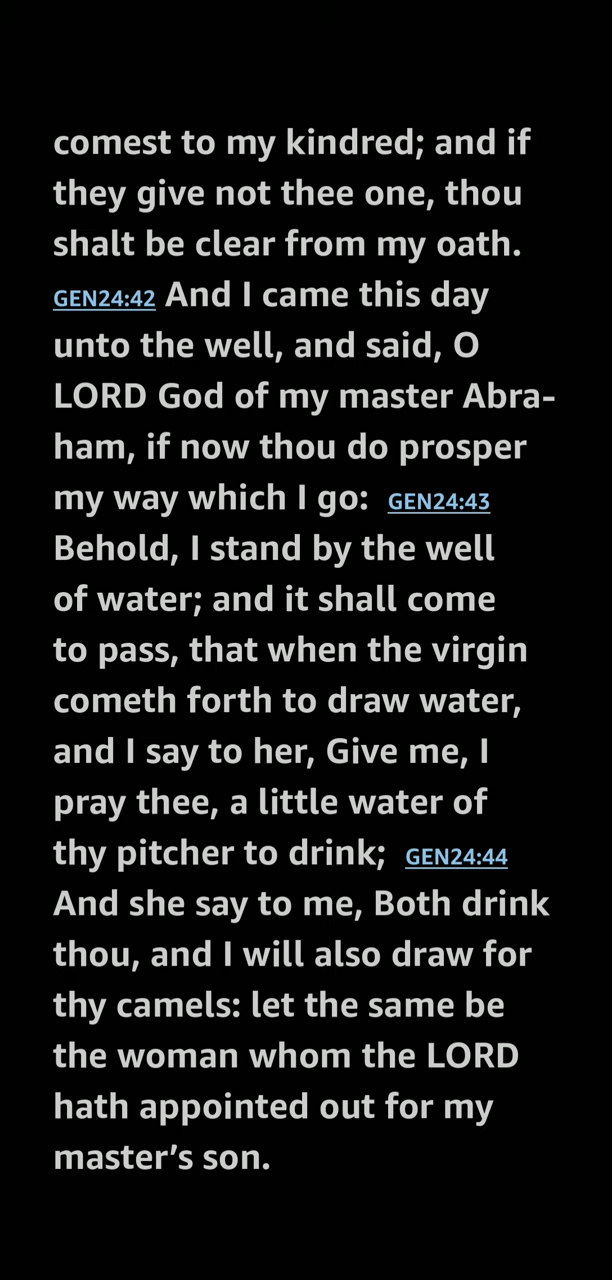 comest to my kindred; and if
they give not thee one, thou
shalt be clear from my oath.
GEN24:42 And I came this day
unto the well, and said, O
LORD God of my master Abra-
ham, if now thou do prosper
my way which I go: GEN24:43
Behold, I stand by the well
of water; and it shall come
to pass, that when the virgin
cometh forth to draw water,
and I say to her, Give me, I
pray thee, a little water of
thy pitcher to drink; GEN24:44
And she say to me, Both drink
thou, and I will also draw for
thy camels: let the same be
the woman whom the LORD
hath appointed out for my
master’s son.